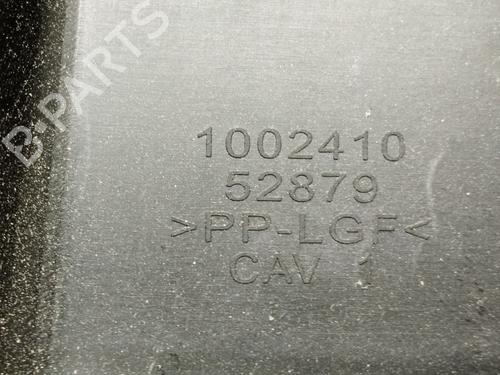 B-PARTS
1002410
52879
>PP-LGF<
CAV 1